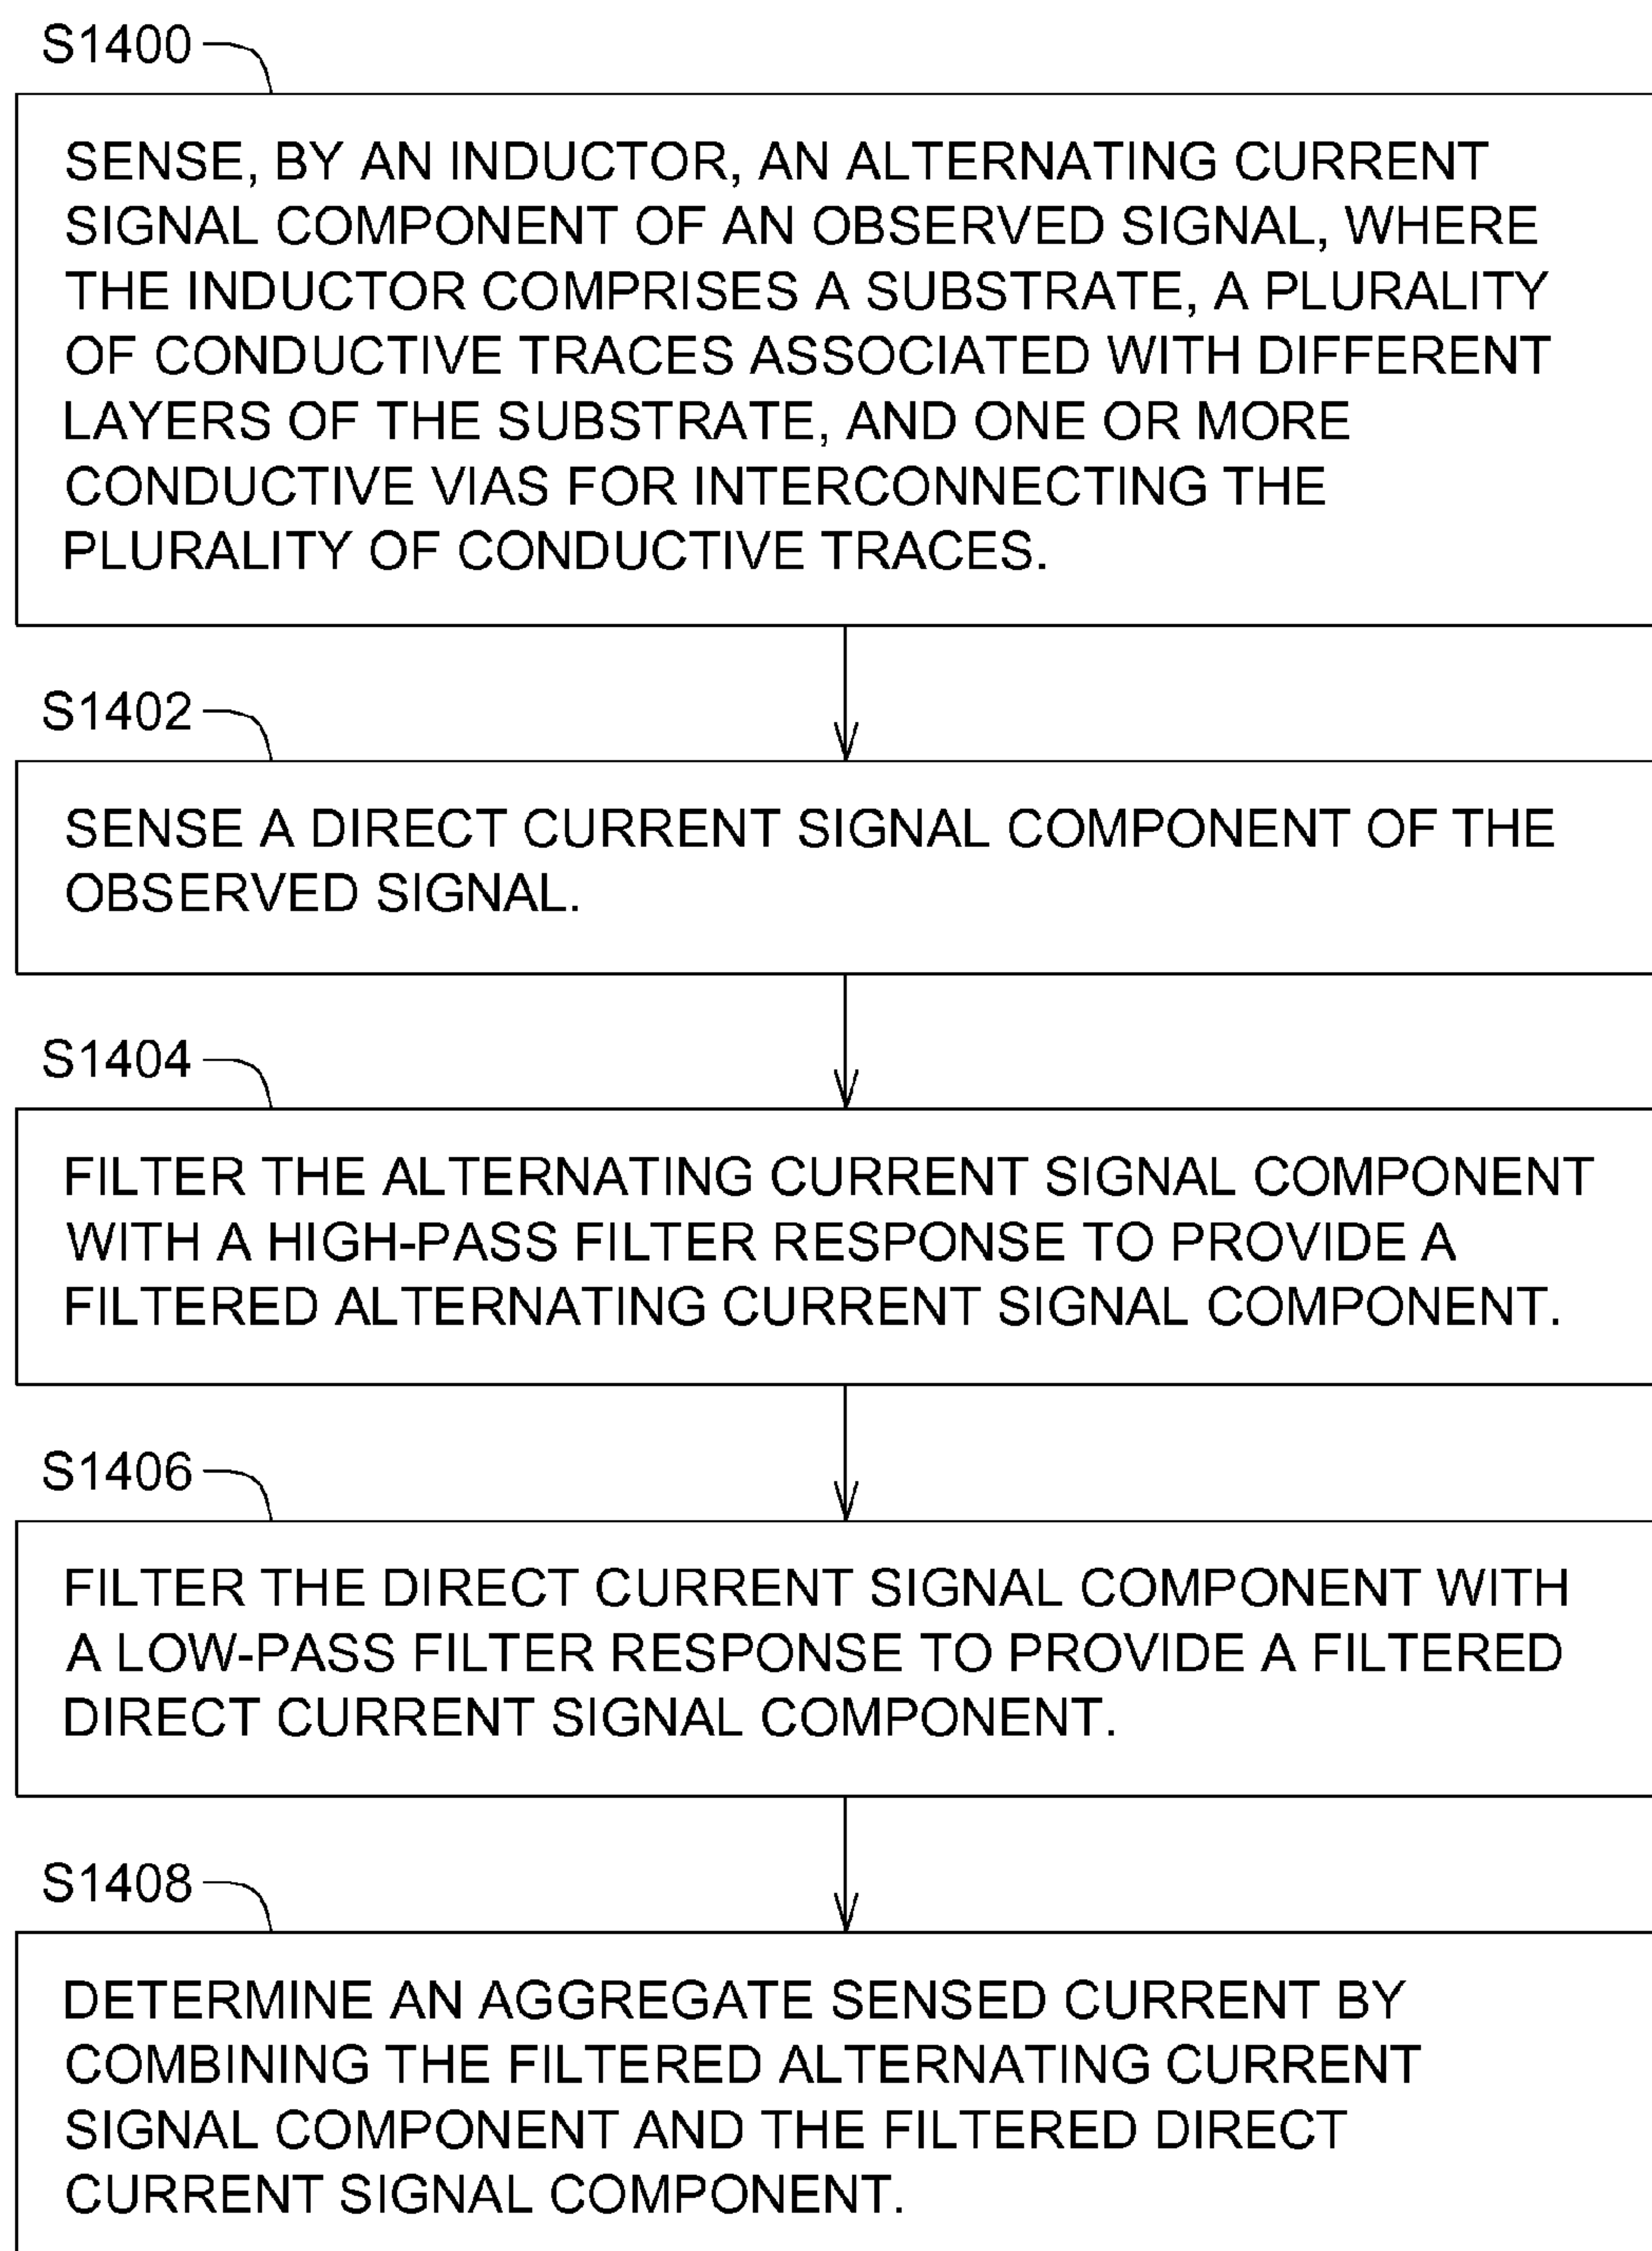 S1400
SENSE, BY AN INDUCTOR, AN ALTERNATING CURRENT
SIGNAL COMPONENT OF AN OBSERVED SIGNAL, WHERE
THE INDUCTOR COMPRISES A SUBSTRATE, A PLURALITY
OF CONDUCTIVE TRACES ASSOCIATED WITH DIFFERENT
LAYERS OF THE SUBSTRATE, AND ONE OR MORE
CONDUCTIVE VIAS FOR INTERCONNECTING THE
PLURALITY OF CONDUCTIVE TRACES.
S1402
SENSE A DIRECT CURRENT SIGNAL COMPONENT OF THE
OBSERVED SIGNAL.
S1404
FILTER THE ALTERNATING CURRENT SIGNAL COMPONENT
WITH A HIGH-PASS FILTER RESPONSE TO PROVIDE A
FILTERED ALTERNATING CURRENT SIGNAL COMPONENT.
S1406
FILTER THE DIRECT CURRENT SIGNAL COMPONENT WITH
A LOW-PASS FILTER RESPONSE TO PROVIDE A FILTERED
DIRECT CURRENT SIGNAL COMPONENT.
S1408
DETERMINE AN AGGREGATE SENSED CURRENT BY
COMBINING THE FILTERED ALTERNATING CURRENT
SIGNAL COMPONENT AND THE FILTERED DIRECT
CURRENT SIGNAL COMPONENT.